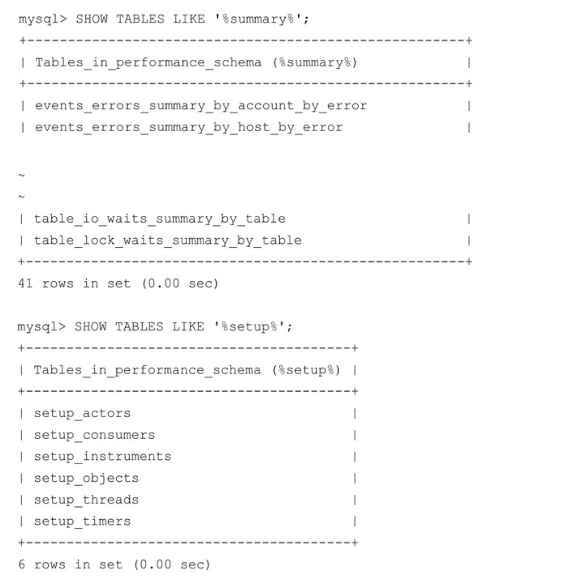 mysql> SHOW TABLES LIKE '%summary%';
+------------------------------------------------------+
| Tables_in_performance_schema (%summary%)             |
+------------------------------------------------------+
| events_errors_summary_by_account_by_error            |
| events_errors_summary_by_host_by_error               |
~
~
| table_io_waits_summary_by_table                      |
| table_lock_waits_summary_by_table                    |
+------------------------------------------------------+
41 rows in set (0.00 sec)
mysql> SHOW TABLES LIKE '%setup%';
+----------------------------------------+
| Tables_in_performance_schema (%setup%) |
+----------------------------------------+
| setup_actors                           |
| setup_consumers                        |
| setup_instruments                      |
| setup_objects                          |
| setup_threads                          |
| setup_timers                           |
+----------------------------------------+
6 rows in set (0.00 sec)